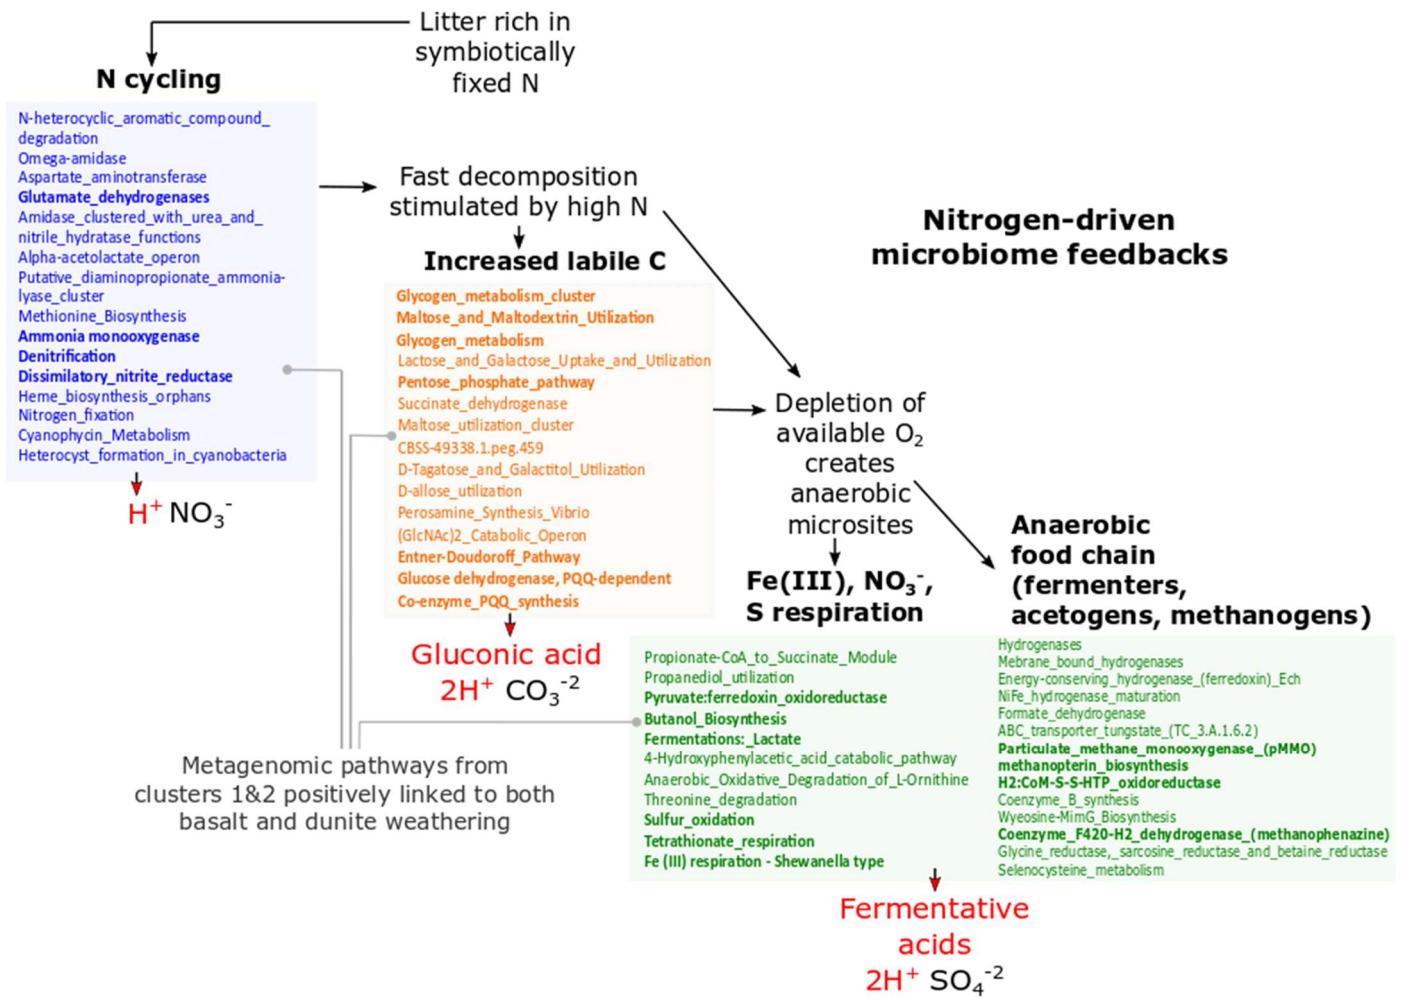 Litter rich in
symbiotically
fixed N
N cycling
N-heterocyclic_aromatic_compound_
degradation
Omega-amidase
Aspartate_aminotransferase
Glutamate_dehydrogenases
Amidase_clustered_with_urea_and_
nitrile_hydratase_functions
Alpha-acetolactate_operon
Putative_diaminopropionate_ammonia-
lyase_cluster
Methionine_Biosynthesis
Ammonia monooxygenase
Denitrification
Dissimilatory_nitrite_reductase
Heme_biosynthesis_orphans
Nitrogen_fixation
Cyanophycin_Metabolism
Heterocyst_formation_in_cyanobacteria
H⁺ NO₃⁻
Fast decomposition
stimulated by high N
Nitrogen-driven
microbiome feedbacks
Increased labile C
Glycogen_metabolism_cluster
Maltose_and_Maltodextrin_Utilization
Glycogen_metabolism
Lactose_and_Galactose_Uptake_and_Utilization
Pentose_phosphate_pathway
Succinate_dehydrogenase
Maltose_utilization_cluster
CBSS-49338.1.peg.459
D-Tagatose_and_Galactitol_Utilization
D-allose_utilization
Perosamine_Synthesis_Vibrio
(GlcNAc)2_Catabolic_Operon
Entner-Doudoroff_Pathway
Glucose dehydrogenase, PQQ-dependent
Co-enzyme_PQQ_synthesis
Gluconic acid
2H⁺ CO₃⁻²
Depletion of
available O₂
creates
anaerobic
microsites
Fe(III), NO₃⁻,
S respiration
Anaerobic
food chain
(fermenters,
acetogens, methanogens)
Propionate-CoA_to_Succinate_Module
Propanediol_utilization
Pyruvate:ferredoxin_oxidoreductase
Butanol_Biosynthesis
Fermentations:_Lactate
4-Hydroxyphenylacetic_acid_catabolic_pathway
Anaerobic_Oxidative_Degradation_of_L-Ornithine
Threonine_degradation
Sulfur_oxidation
Tetrathionate_respiration
Fe (III) respiration - Shewanella type
Hydrogenases
Mebrane_bound_hydrogenases
Energy-conserving_hydrogenase_(ferredoxin)_Ech
NiFe_hydrogenase_maturation
Formate_dehydrogenase
ABC_transporter_tungstate_(TC_3.A.1.6.2)
Particulate_methane_monooxygenase_(pMMO)
methanopterin_biosynthesis
H2:CoM-S-S-HTP_oxidoreductase
Coenzyme_B_synthesis
Wyeosine-MimG_Biosynthesis
Coenzyme_F420-H2_dehydrogenase_(methanophenazine)
Glycine_reductase,_sarcosine_reductase_and_betaine_reductase
Selenocysteine_metabolism
Fermentative
acids
2H⁺ SO₄⁻²
Metagenomic pathways from
clusters 1&2 positively linked to both
basalt and dunite weathering